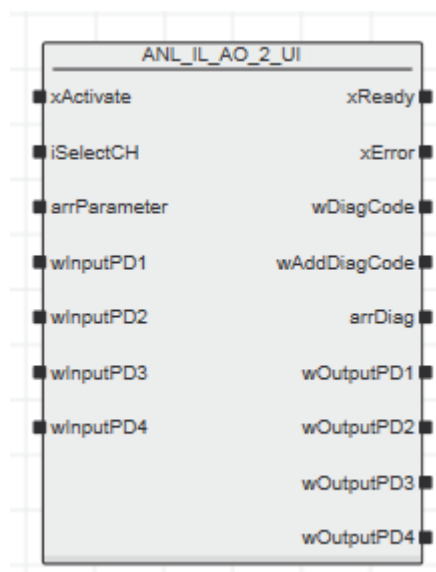 ANL_IL_AO_2_UI
xActivate xReady
iSelectCH xError
arrParameter wDiagCode
wInputPD1 wAddDiagCode
wInputPD2 arrDiag
wInputPD3 wOutputPD1
wInputPD4 wOutputPD2
wOutputPD3
wOutputPD4